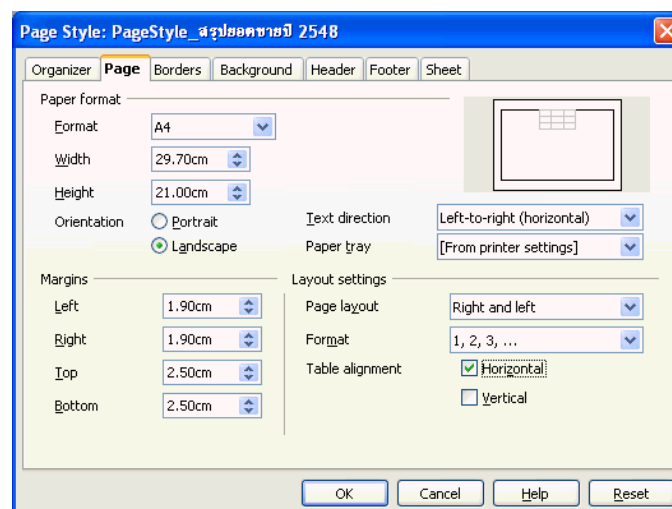 Page Style: PageStyle_สรุปยอดขายปี 2548
Organizer Page Borders Background Header Footer Sheet
Paper format
Format A4
Width 29.70cm
Height 21.00cm
Orientation Portrait Text direction Left-to-right (horizontal)
Landscape Paper tray [From printer settings]
Margins Layout settings
Left 1.90cm Page layout Right and left
Right 1.90cm Format 1, 2, 3, ...
Top 2.50cm Table alignment Horizontal
Bottom 2.50cm Vertical
OK Cancel Help Reset